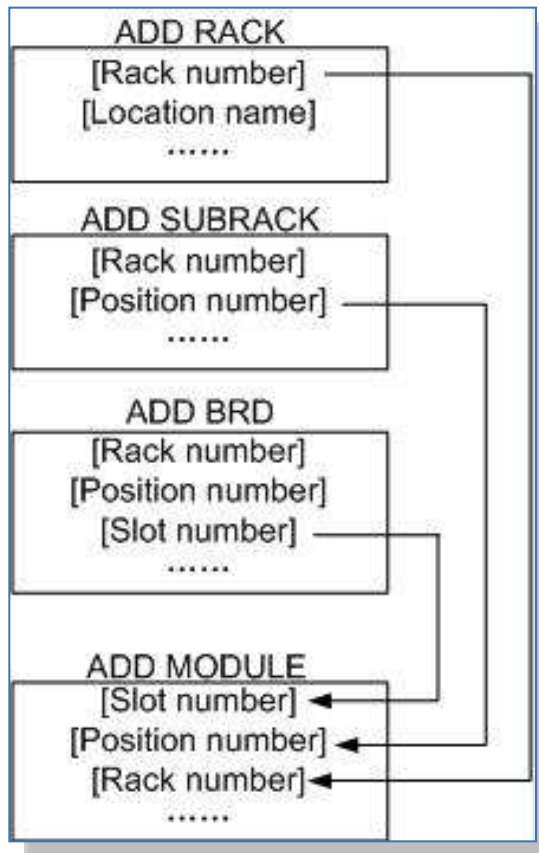 ADD RACK
[Rack number]
[Location name]
......
ADD SUBRACK
[Rack number]
[Position number]
......
ADD BRD
[Rack number]
[Position number]
[Slot number]
......
ADD MODULE
[Slot number]
[Position number]
[Rack number]
......